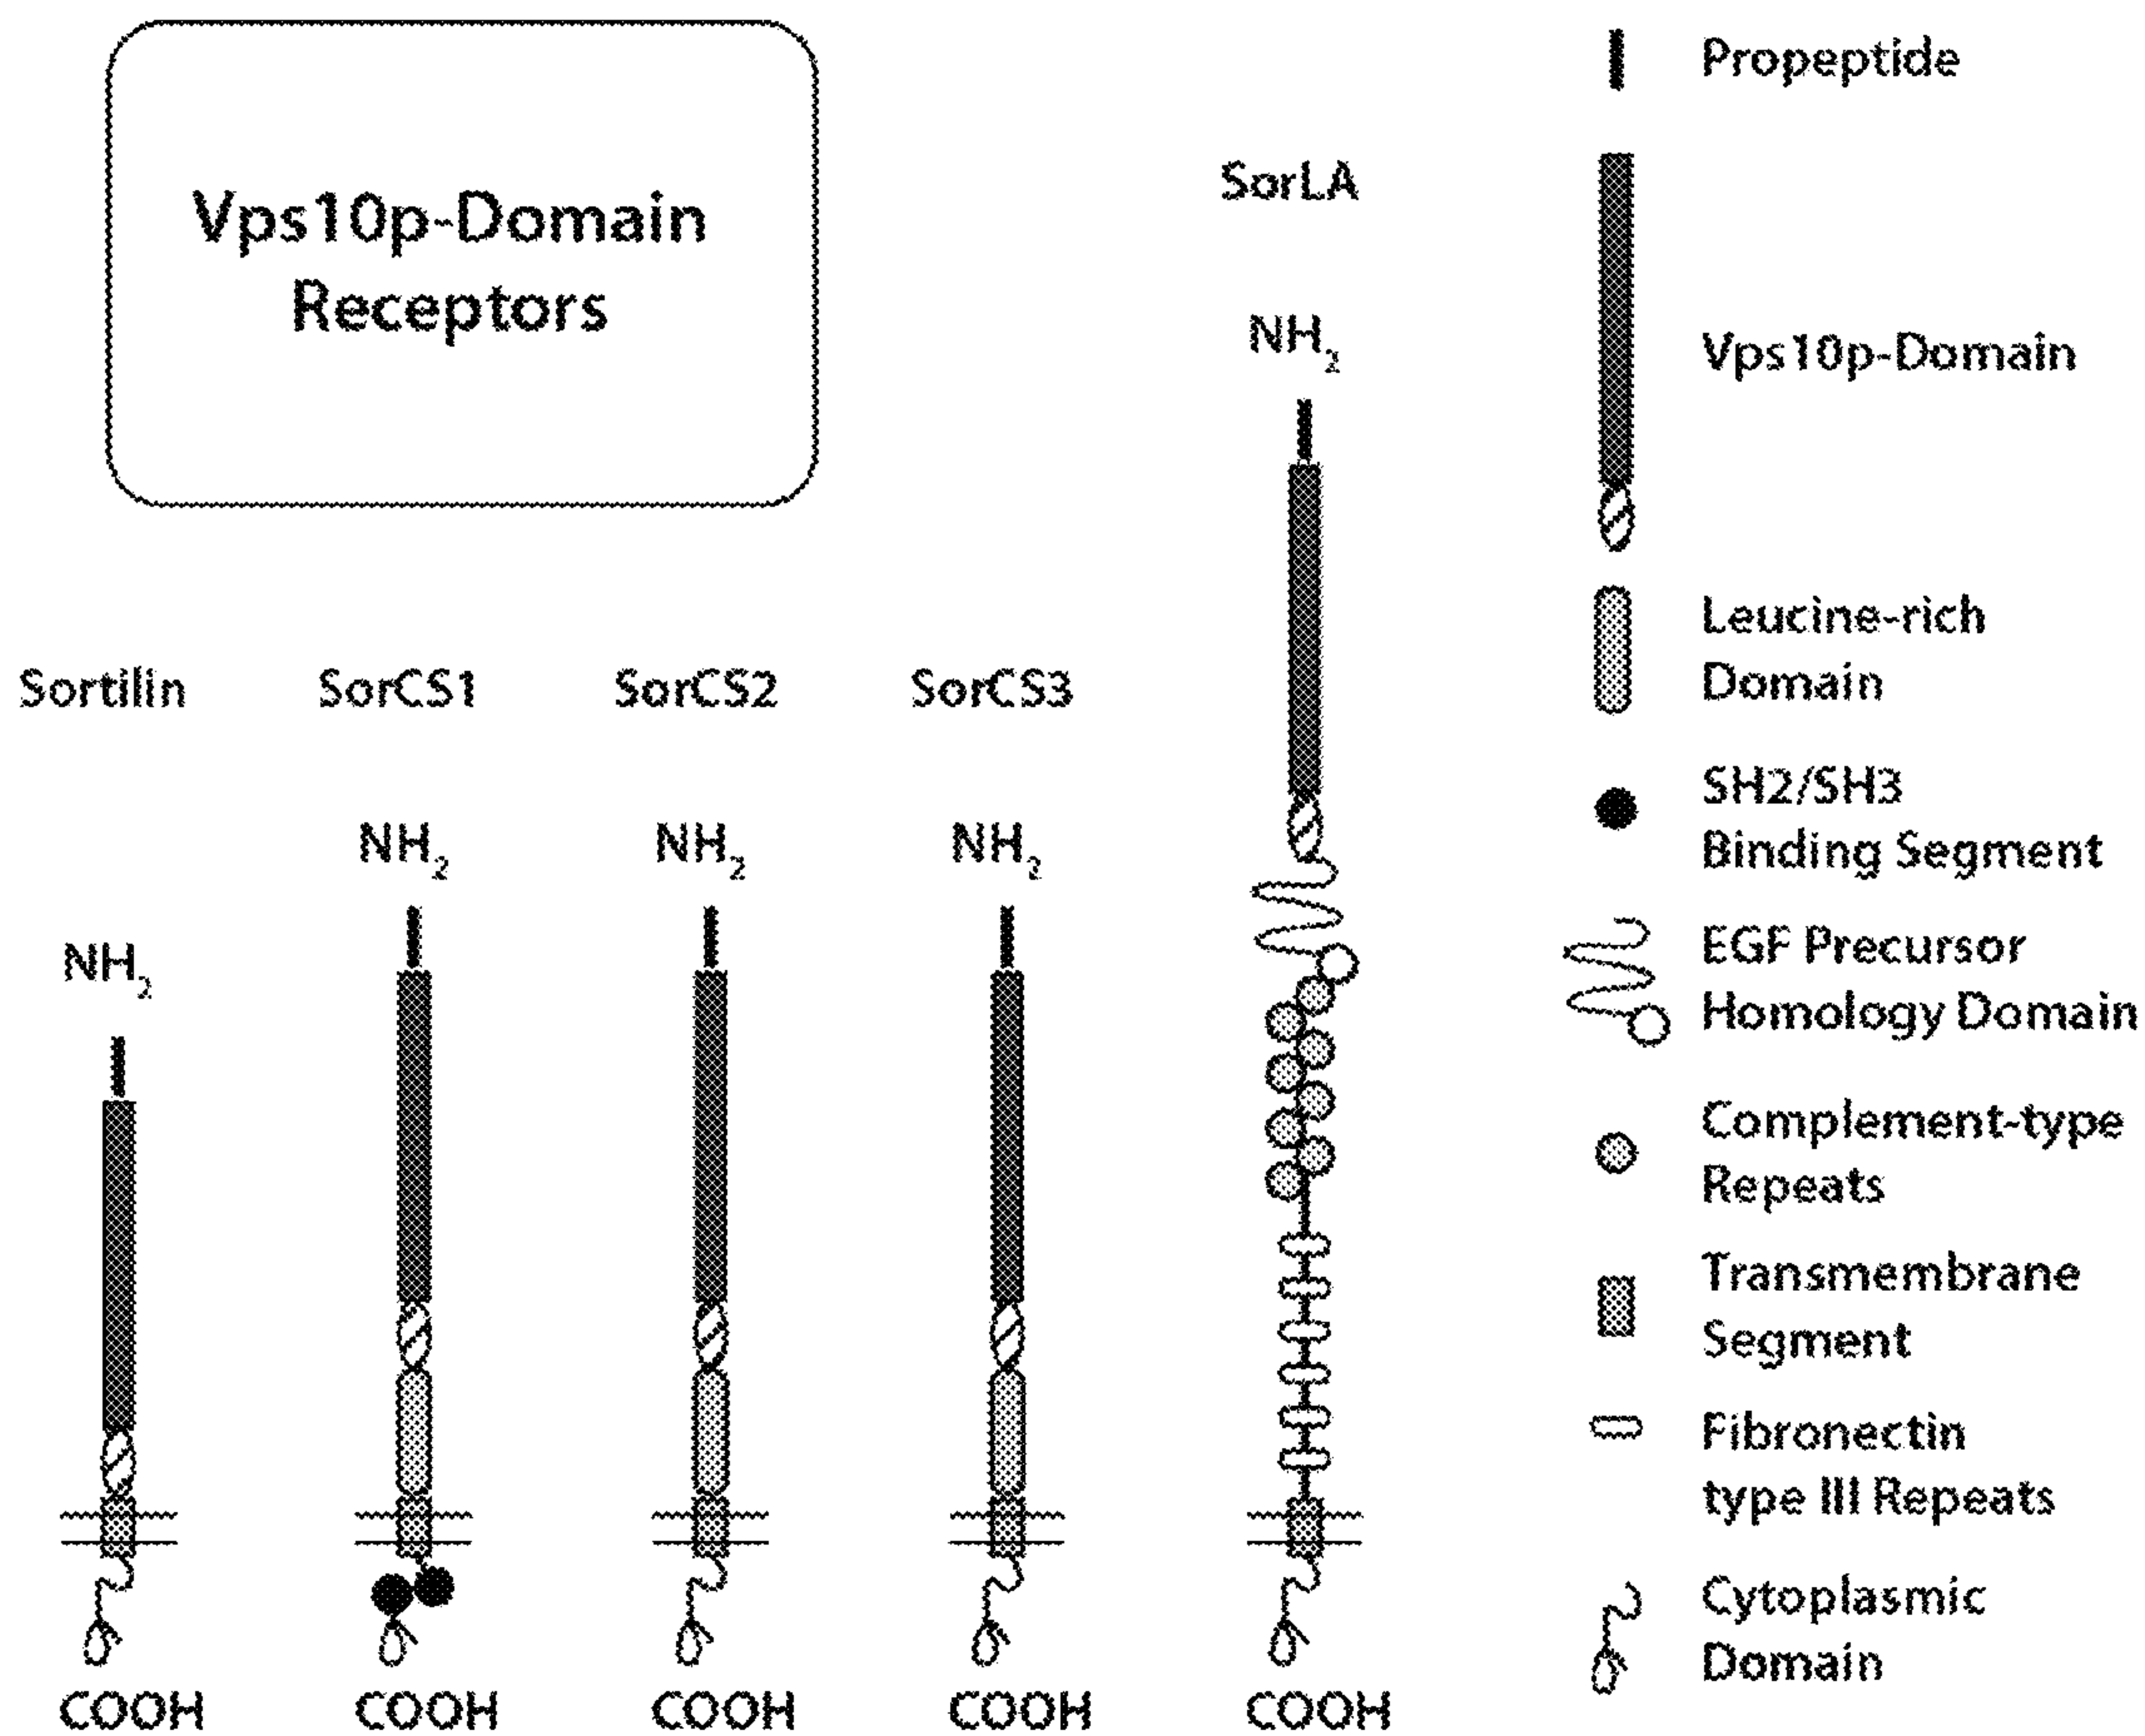 Vps10p-Domain
Receptors
Sortilin
SorCS1
SorCS2
SorCS3
SorLA
NH2
NH2
NH2
NH2
NH2
COOH
COOH
COOH
COOH
COOH
Propeptide
Vps10p-Domain
Leucine-rich
Domain
SH2/SH3
Binding Segment
EGF Precursor
Homology Domain
Complement-type
Repeats
Transmembrane
Segment
Fibronectin
type III Repeats
Cytoplasmic
Domain